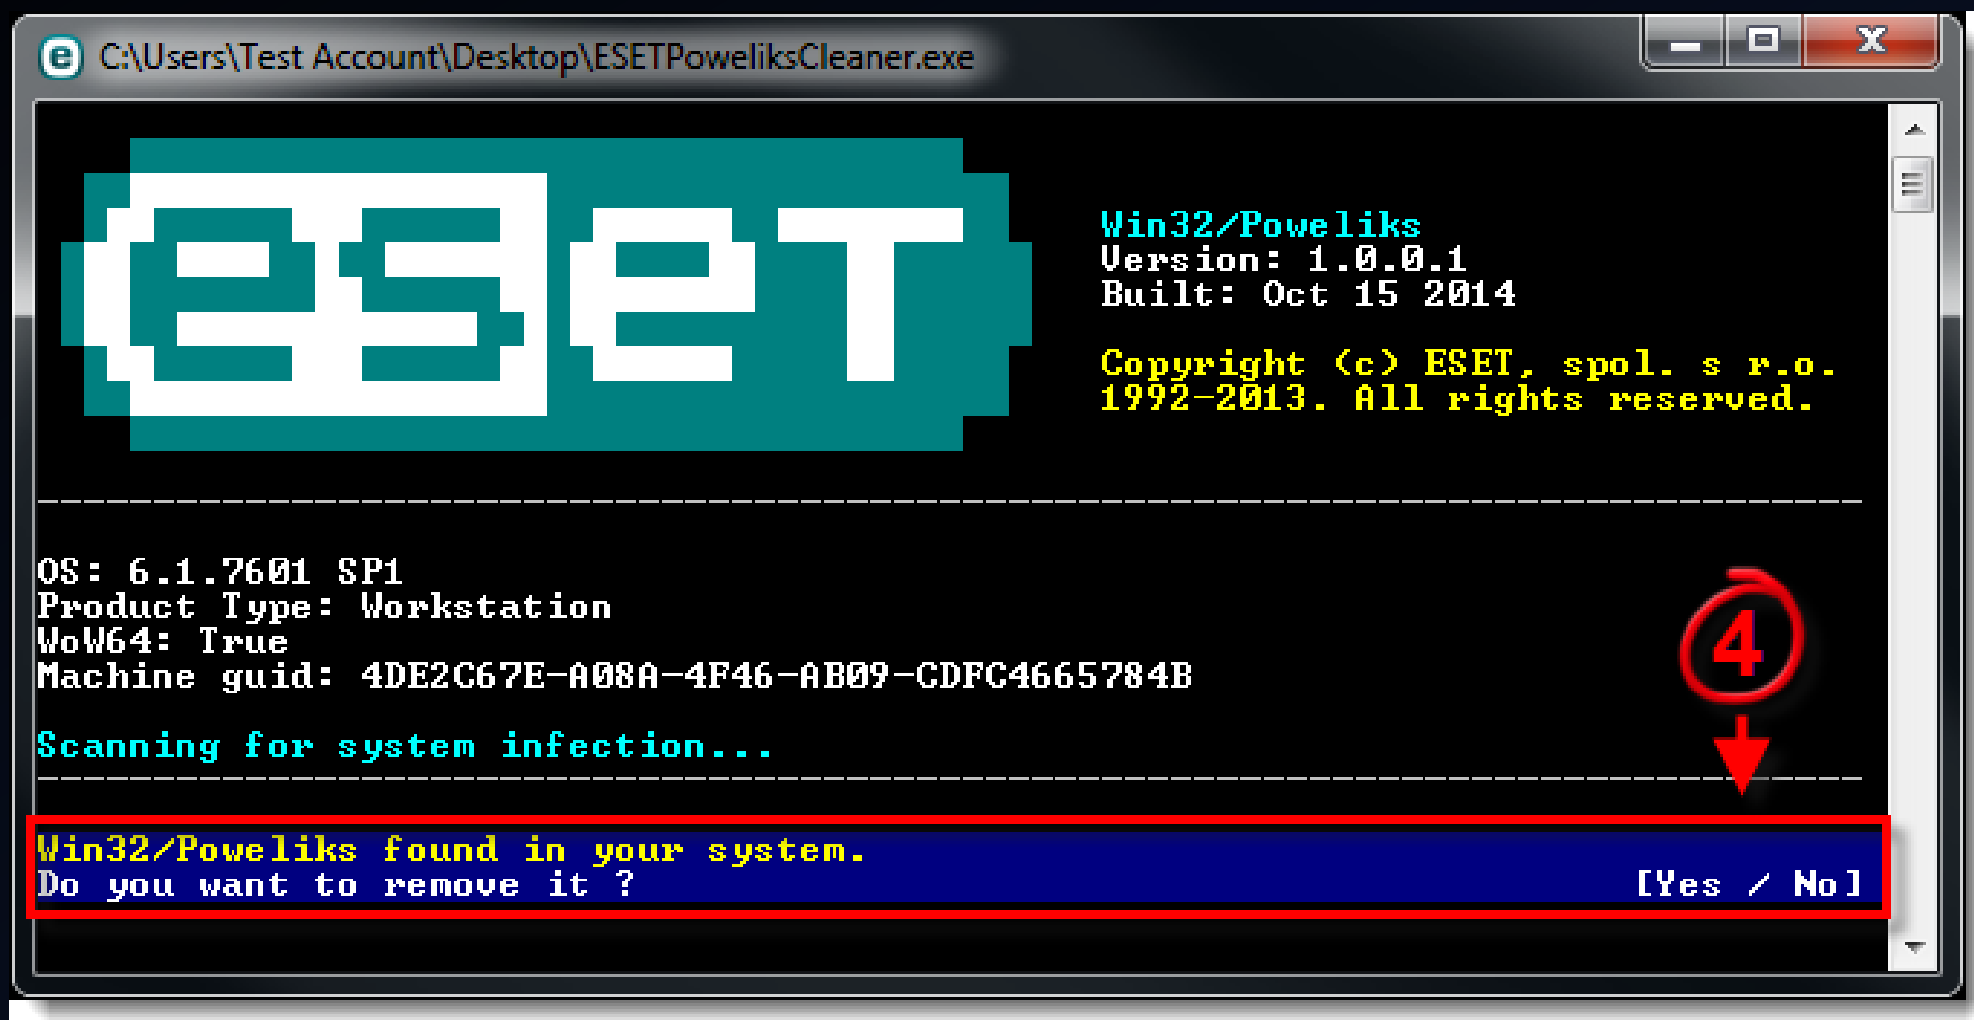 C:\Users\Test Account\Desktop\ESETPoweliksCleaner.exe
eset
Win32/Poweliks
Version: 1.0.0.1
Built: Oct 15 2014
Copyright (c) ESET, spol. s r.o.
1992-2013. All rights reserved.
OS: 6.1.7601 SP1
Product Type: Workstation
WoW64: True
Machine guid: 4DE2C67E-A08A-4F46-AB09-CDFC4665784B
Scanning for system infection...
4
Win32/Poweliks found in your system.
Do you want to remove it ? [Yes / No]